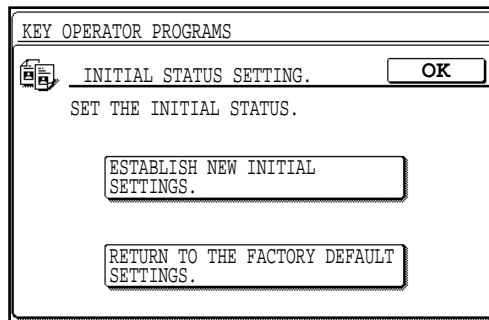 KEY OPERATOR PROGRAMS
INITIAL STATUS SETTING. OK
SET THE INITIAL STATUS.
ESTABLISH NEW INITIAL
SETTINGS.
RETURN TO THE FACTORY DEFAULT
SETTINGS.